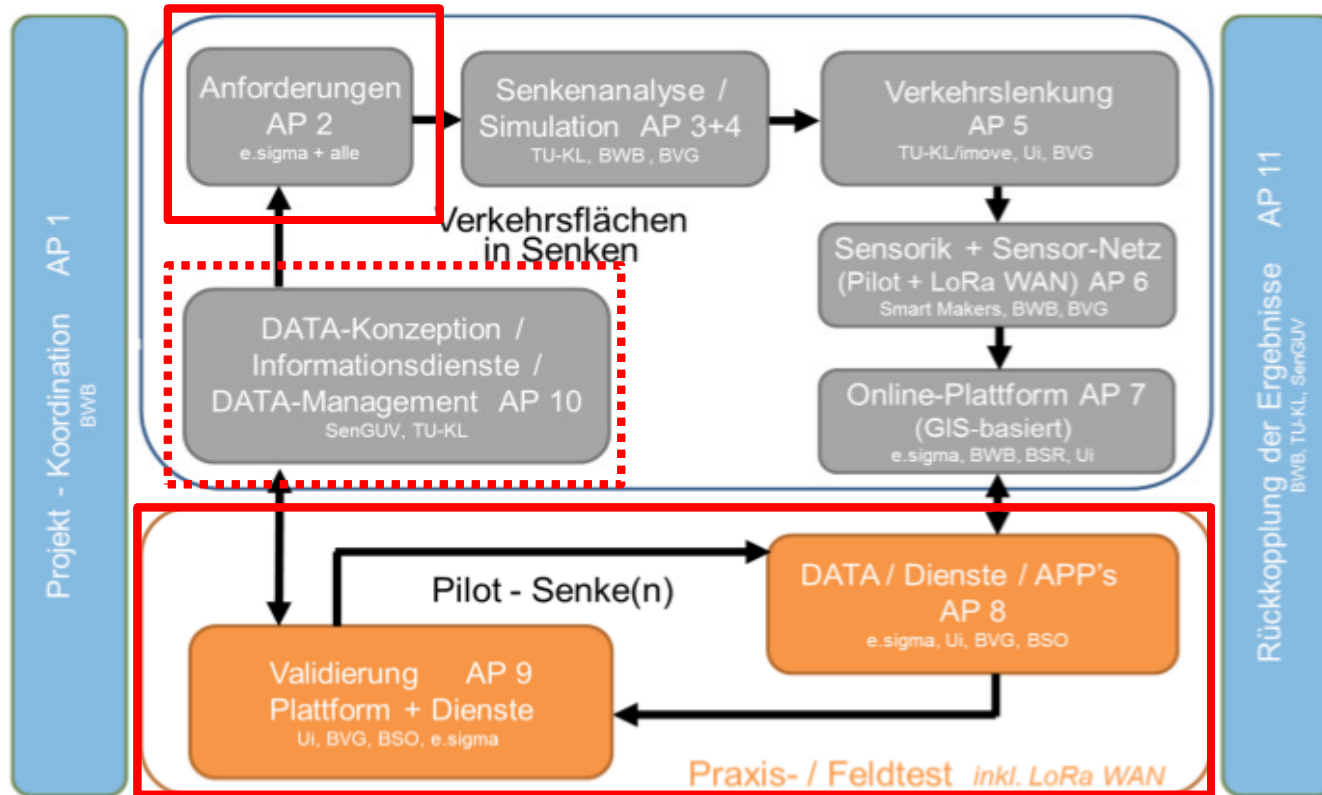 Projekt - Koordination AP 1
BWB
Anforderungen
AP 2
e.sigma + alle
Senkenanalyse /
Simulation AP 3+4
TU-KL, BWB , BVG
Verkehrslenkung
AP 5
TU-KL/imove, Ui, BVG
Verkehrsflächen
in Senken
Sensorik + Sensor-Netz
(Pilot + LoRa WAN) AP 6
Smart Makers, BWB, BVG
DATA-Konzeption /
Informationsdienste /
DATA-Management AP 10
SenGUV, TU-KL
Online-Plattform AP 7
(GIS-basiert)
e.sigma, BWB, BSR, Ui
Pilot - Senke(n)
DATA / Dienste / APP's
AP 8
e.sigma, Ui, BVG, BSO
Validierung AP 9
Plattform + Dienste
Ui, BVG, BSO, e.sigma
Praxis- / Feldtest inkl. LoRa WAN
Rückkopplung der Ergebnisse AP 11
BWB, TU-KL, SenGUV